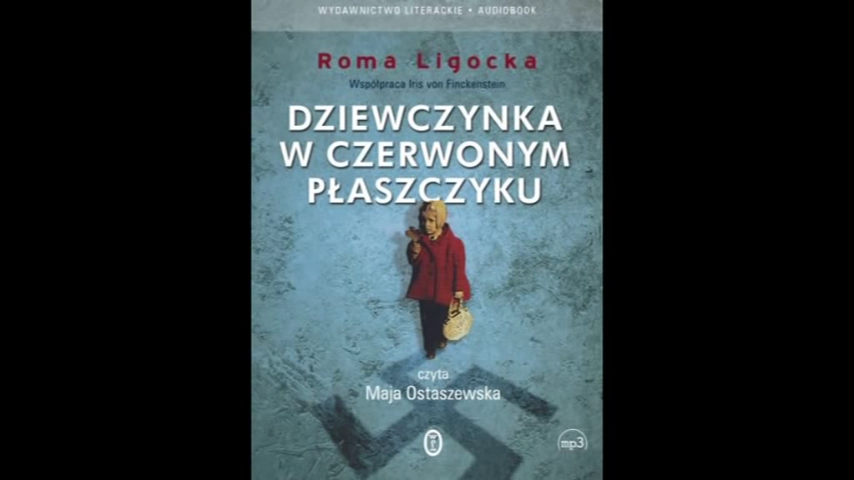 WYDAWNICTWO LITERACKIE • AUDIOBOOK
Roma Ligocka
Współpraca Iris von Finckenstein
DZIEWCZYNKA
W CZERWONYM
PŁASZCZYKU
czyta
Maja Ostaszewska
mp3